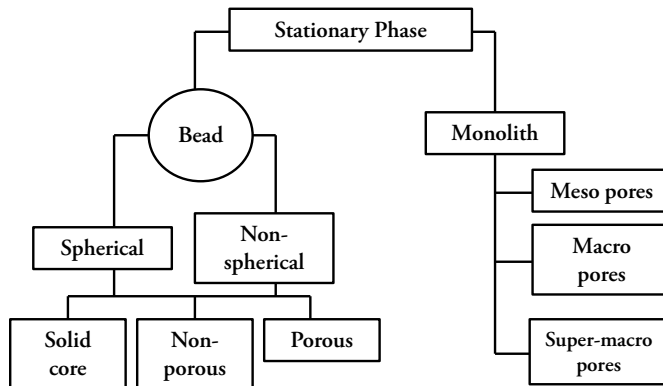 Stationary Phase
Bead
Monolith
Meso pores
Spherical
Non-
spherical
Macro
pores
Solid
core
Non-
porous
Porous
Super-macro
pores